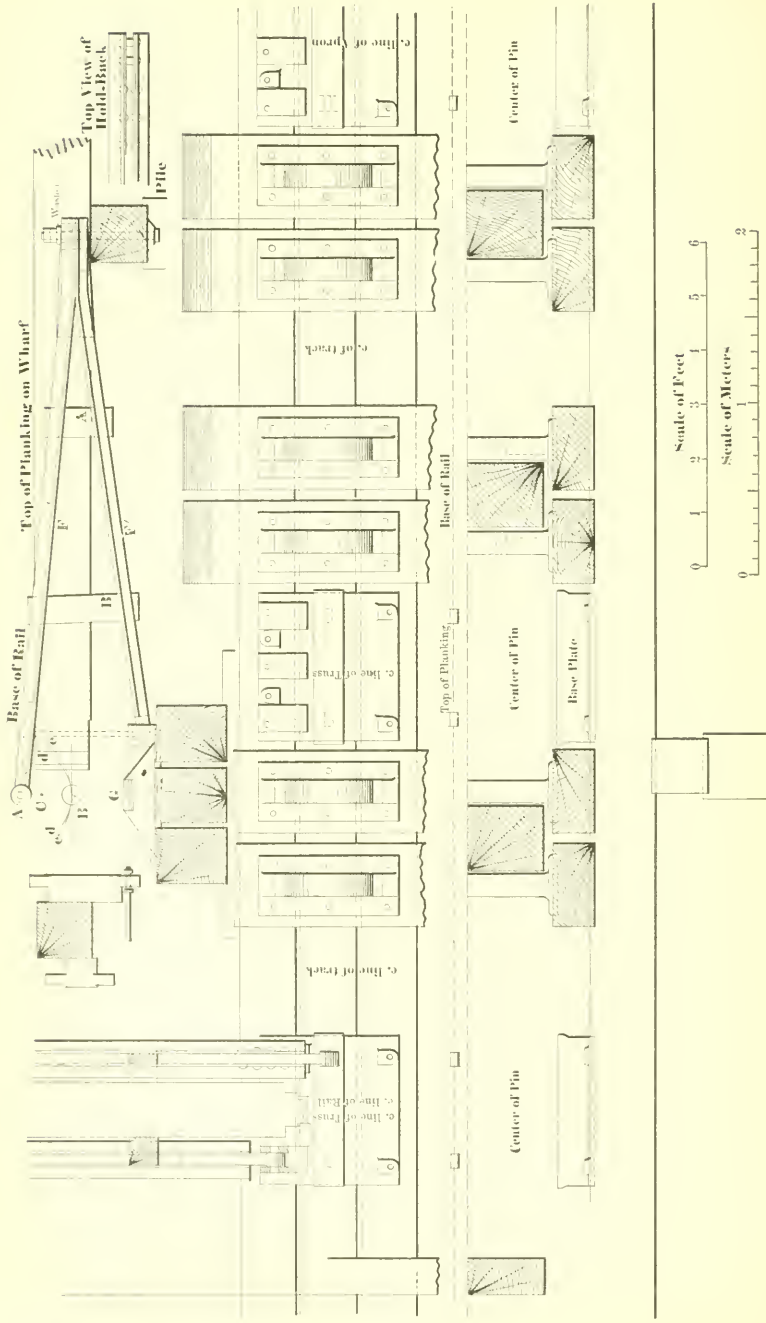 Top View of
Hold-Back
Washer
Pile
Top of Planking on Wharf
A
F
F'
B'
Base of Rail
A
C
d
e
B
d
g
G
c. line of Apron
c. of track
c. line of Truss
c. line of track
c. line of Rail
c. line of Truss
Base of Rail
Top of Planking
Center of Pin
Center of Pin
Base Plate
Center of Pin
Scale of Feet
0 1 2 3 4 5 6
Scale of Meters
0 1 2